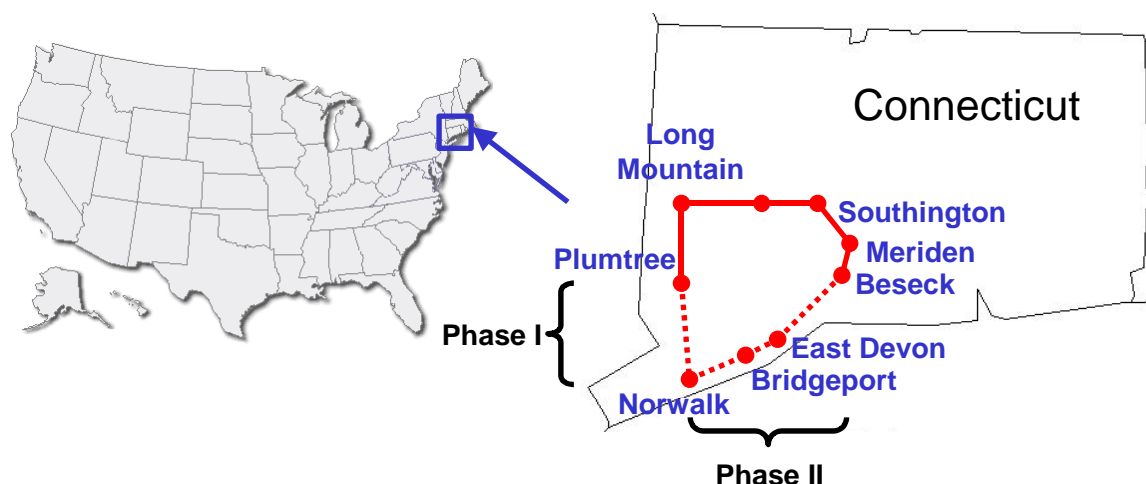 Connecticut
Long
Mountain
Southington
Meriden
Plumtree
Beseck
Phase I
East Devon
Bridgeport
Norwalk
Phase II